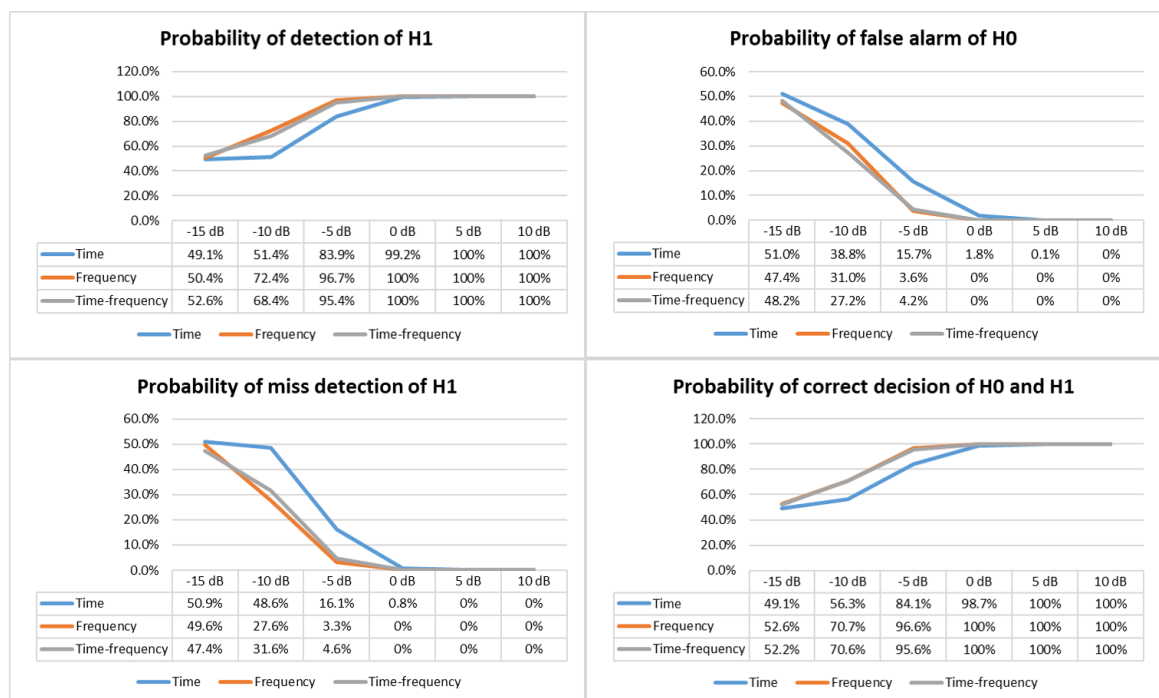 Probability of detection of H1
120.0%
100.0%
80.0%
60.0%
40.0%
20.0%
0.0%
-15 dB -10 dB -5 dB 0 dB 5 dB 10 dB
Time 49.1% 51.4% 83.9% 99.2% 100% 100%
Frequency 50.4% 72.4% 96.7% 100% 100% 100%
Time-frequency 52.6% 68.4% 95.4% 100% 100% 100%
Time Frequency Time-frequency
Probability of false alarm of H0
60.0%
50.0%
40.0%
30.0%
20.0%
10.0%
0.0%
-15 dB -10 dB -5 dB 0 dB 5 dB 10 dB
Time 51.0% 38.8% 15.7% 1.8% 0.1% 0%
Frequency 47.4% 31.0% 3.6% 0% 0% 0%
Time-frequency 48.2% 27.2% 4.2% 0% 0% 0%
Time Frequency Time-frequency
Probability of miss detection of H1
60.0%
50.0%
40.0%
30.0%
20.0%
10.0%
0.0%
-15 dB -10 dB -5 dB 0 dB 5 dB 10 dB
Time 50.9% 48.6% 16.1% 0.8% 0% 0%
Frequency 49.6% 27.6% 3.3% 0% 0% 0%
Time-frequency 47.4% 31.6% 4.6% 0% 0% 0%
Time Frequency Time-frequency
Probability of correct decision of H0 and H1
120.0%
100.0%
80.0%
60.0%
40.0%
20.0%
0.0%
-15 dB -10 dB -5 dB 0 dB 5 dB 10 dB
Time 49.1% 56.3% 84.1% 98.7% 100% 100%
Frequency 52.6% 70.7% 96.6% 100% 100% 100%
Time-frequency 52.2% 70.6% 95.6% 100% 100% 100%
Time Frequency Time-frequency